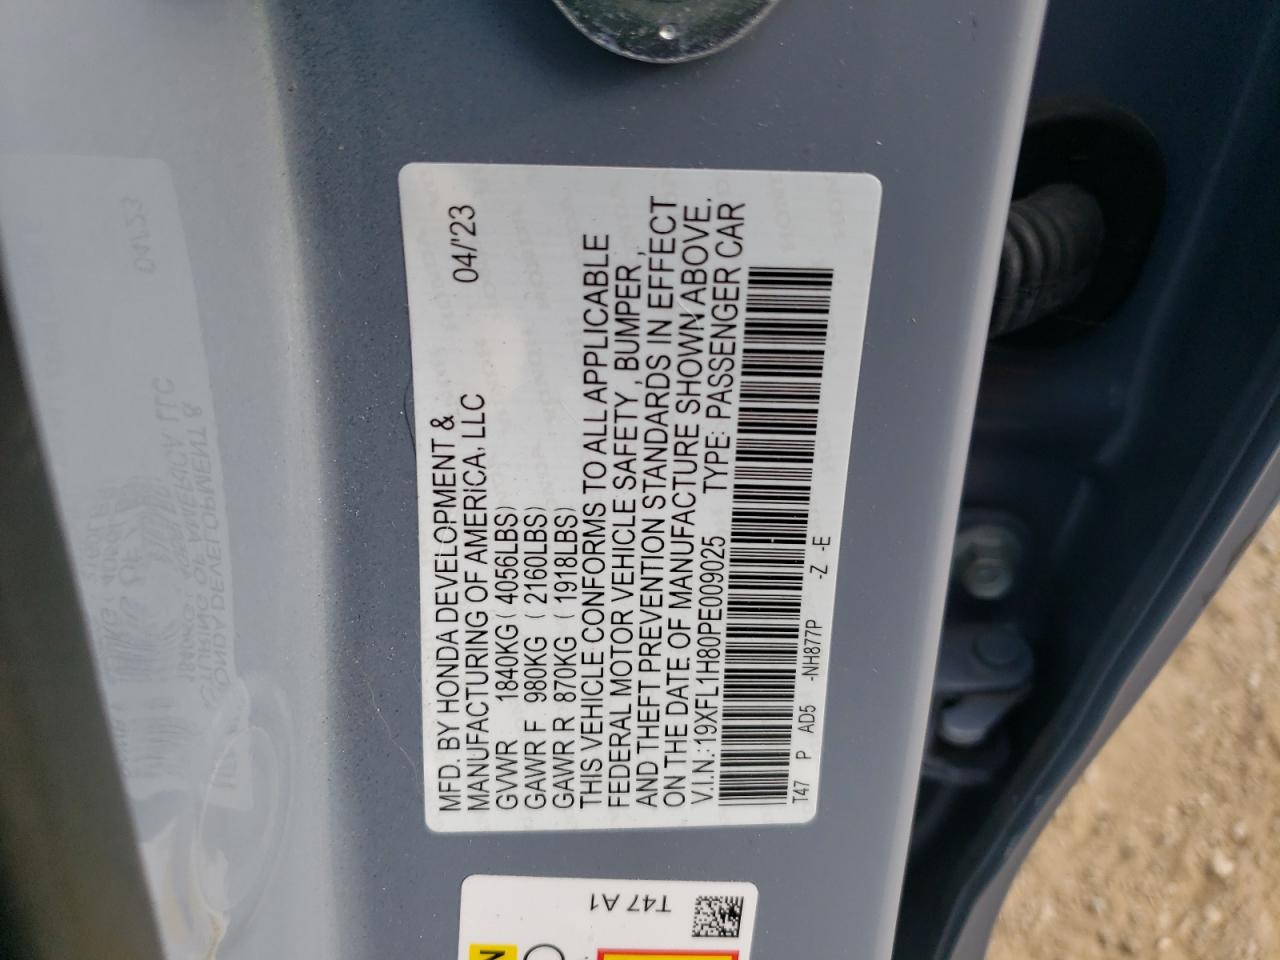 MFD. BY HONDA DEVELOPMENT &
MANUFACTURING OF AMERICA, LLC 04/'23
GVWR 1840KG ( 4056LBS)
GAWR F 980KG ( 2160LBS)
GAWR R 870KG ( 1918LBS)
THIS VEHICLE CONFORMS TO ALL APPLICABLE
FEDERAL MOTOR VEHICLE SAFETY, BUMPER ,
AND THEFT PREVENTION STANDARDS IN EFFECT
ON THE DATE OF MANUFACTURE SHOWN ABOVE.
V.I.N.: 19XFL1H80PE009025 TYPE: PASSENGER CAR
T47 P AD5 -NH877P -Z -E
T47 A1